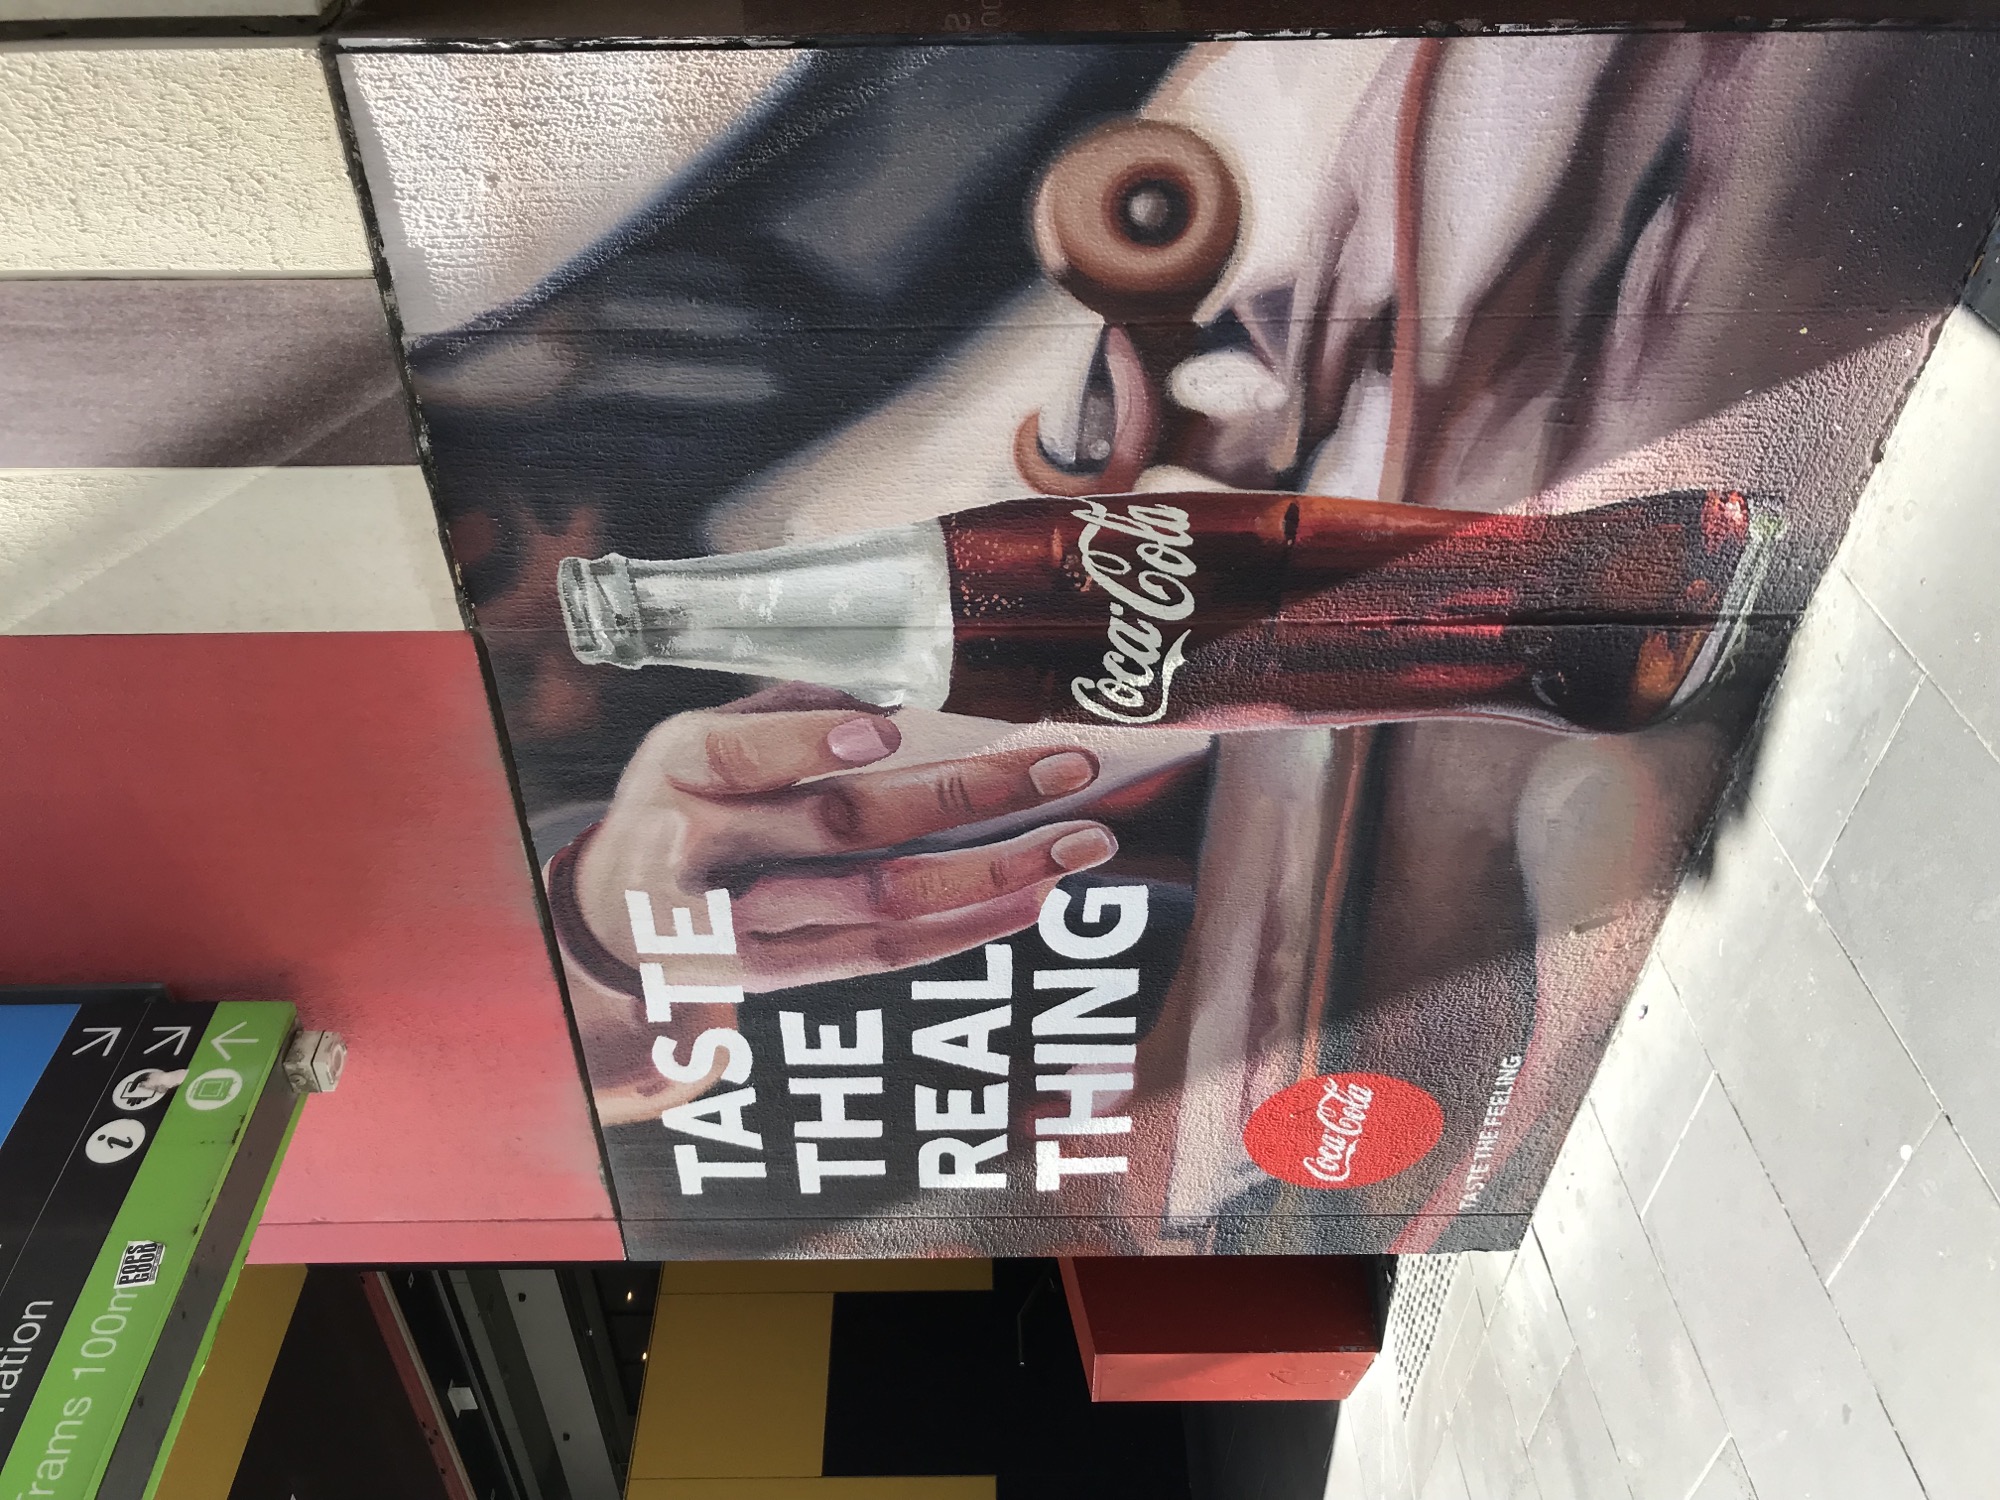 Coca-Cola
TASTE
THE
REAL
THING
Coca-Cola
TASTE THE FEELING
Trams 100m